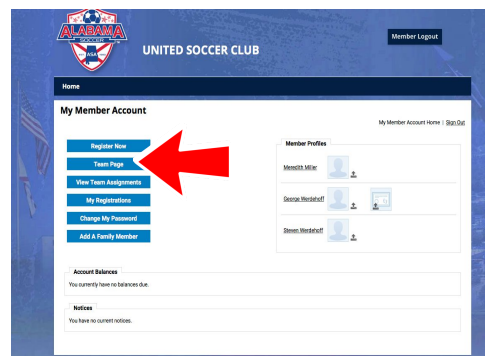 ALABAMA
SOCCER
ASA
UNITED SOCCER CLUB
Member Logout
Home
My Member Account
My Member Account Home | Sign Out
Register Now
Team Page
View Team Assignments
My Registrations
Change My Password
Add A Family Member
Member Profiles
Meredith Miller
George Werdehoff
Steven Werdehoff
Account Balances
You currently have no balances due.
Notices
You have no current notices.